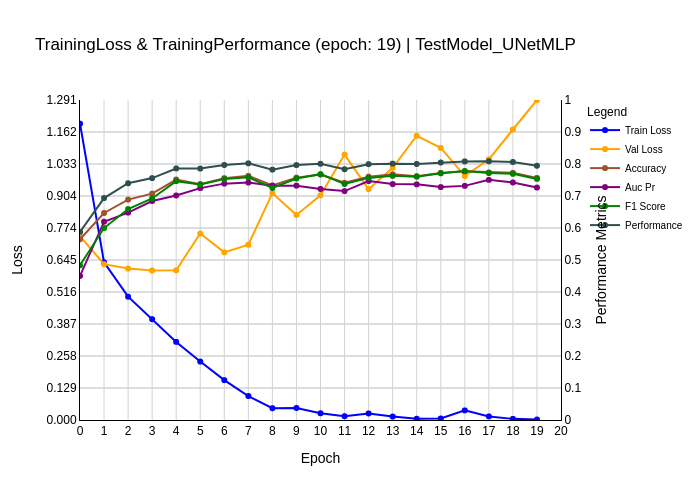 TrainingLoss & TrainingPerformance (epoch: 19) | TestModel_UNetMLP
1.291
1.162
1.033
0.904
0.774
0.645
0.516
0.387
0.258
0.129
0.000
Loss
0 1 2 3 4 5 6 7 8 9 10 11 12 13 14 15 16 17 18 19 20
Epoch
1
0.9
0.8
0.7
0.6
0.5
0.4
0.3
0.2
0.1
0
Performance Metrics
Legend
Train Loss
Val Loss
Accuracy
Auc Pr
F1 Score
Performance